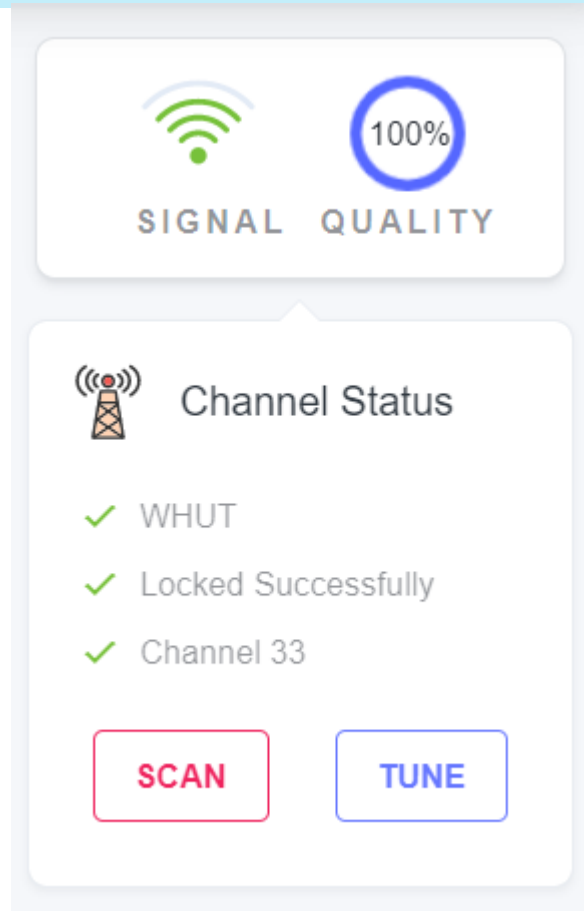 100%
SIGNAL QUALITY
Channel Status
WHUT
Locked Successfully
Channel 33
SCAN TUNE